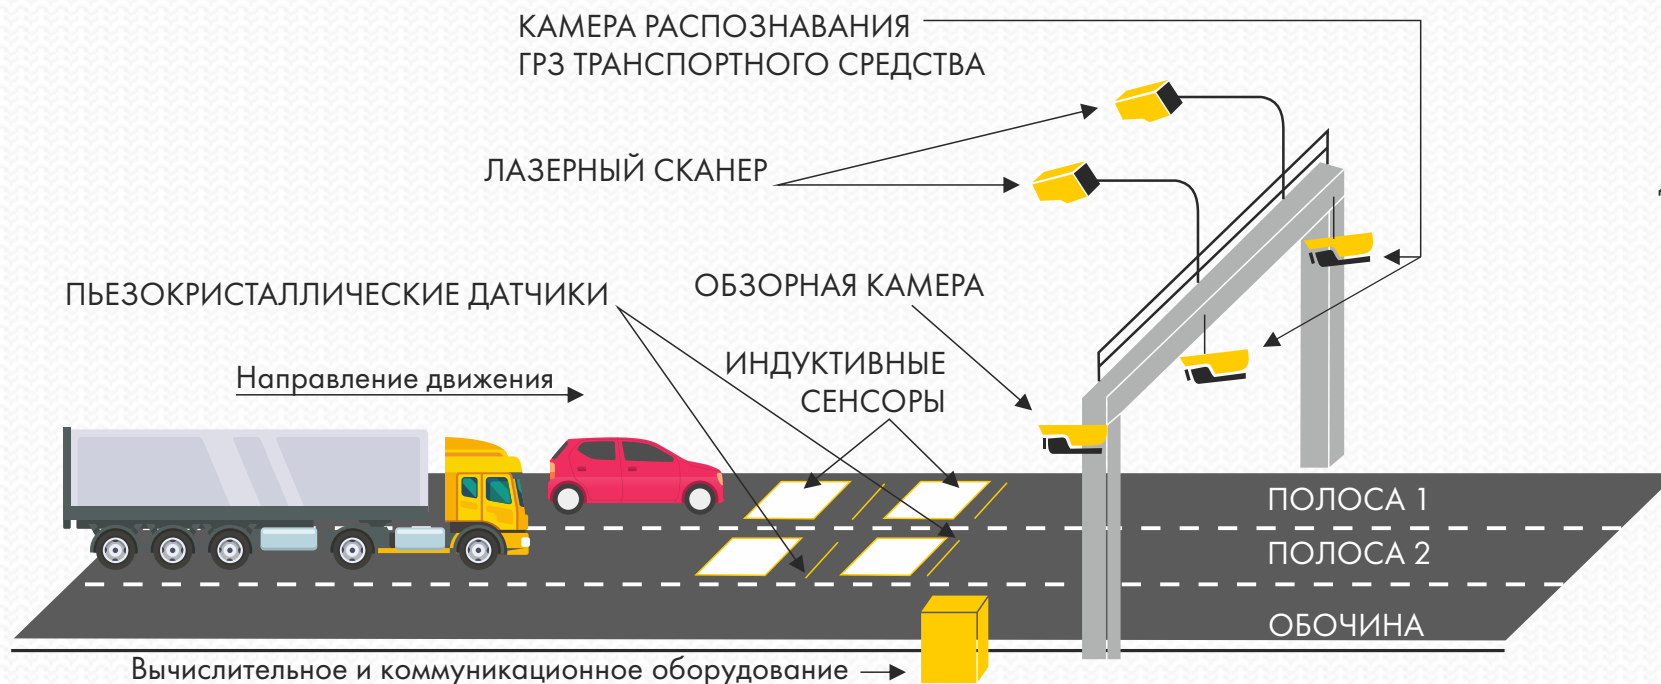 КАМЕРА РАСПОЗНАВАНИЯ
ГРЗ ТРАНСПОРТНОГО СРЕДСТВА
ЛАЗЕРНЫЙ СКАНЕР
ПЬЕЗОКРИСТАЛЛИЧЕСКИЕ ДАТЧИКИ
ОБЗОРНАЯ КАМЕРА
ИНДУКТИВНЫЕ
СЕНСОРЫ
Направление движения
ПОЛОСА 1
ПОЛОСА 2
ОБОЧИНА
Вычислительное и коммуникационное оборудование